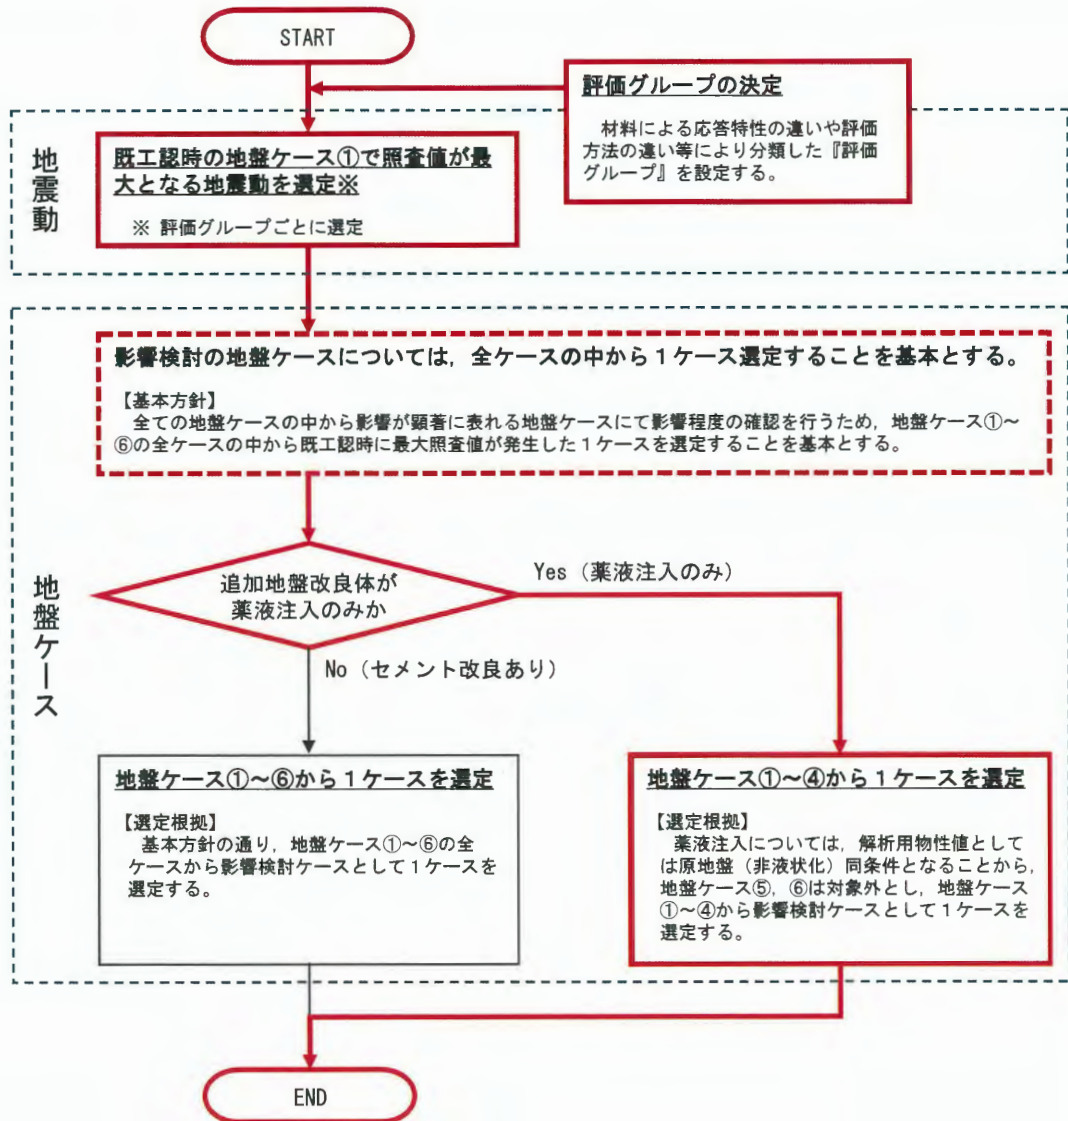 START
評価グループの決定
材料による応答特性の違いや評価
方法の違い等により分類した『評価
グループ』を設定する。
地震動
既工認時の地盤ケース①で照査値が最
大となる地震動を選定※
※ 評価グループごとに選定
地盤ケース
影響検討の地盤ケースについては，全ケースの中から１ケース選定することを基本とする。
【基本方針】
全ての地盤ケースの中から影響が顕著に表れる地盤ケースにて影響程度の確認を行うため，地盤ケース①～
⑥の全ケースの中から既工認時に最大照査値が発生した１ケースを選定することを基本とする。
追加地盤改良体が
薬液注入のみか
Yes（薬液注入のみ）
No（セメント改良あり）
地盤ケース①～⑥から１ケースを選定
【選定根拠】
基本方針の通り，地盤ケース①～⑥の全
ケースから影響検討ケースとして１ケースを
選定する。
地盤ケース①～④から１ケースを選定
【選定根拠】
薬液注入については，解析用物性値として
は原地盤（非液状化）同条件となることから，
地盤ケース⑤，⑥は対象外とし，地盤ケース
①～④から影響検討ケースとして１ケースを
選定する。
END